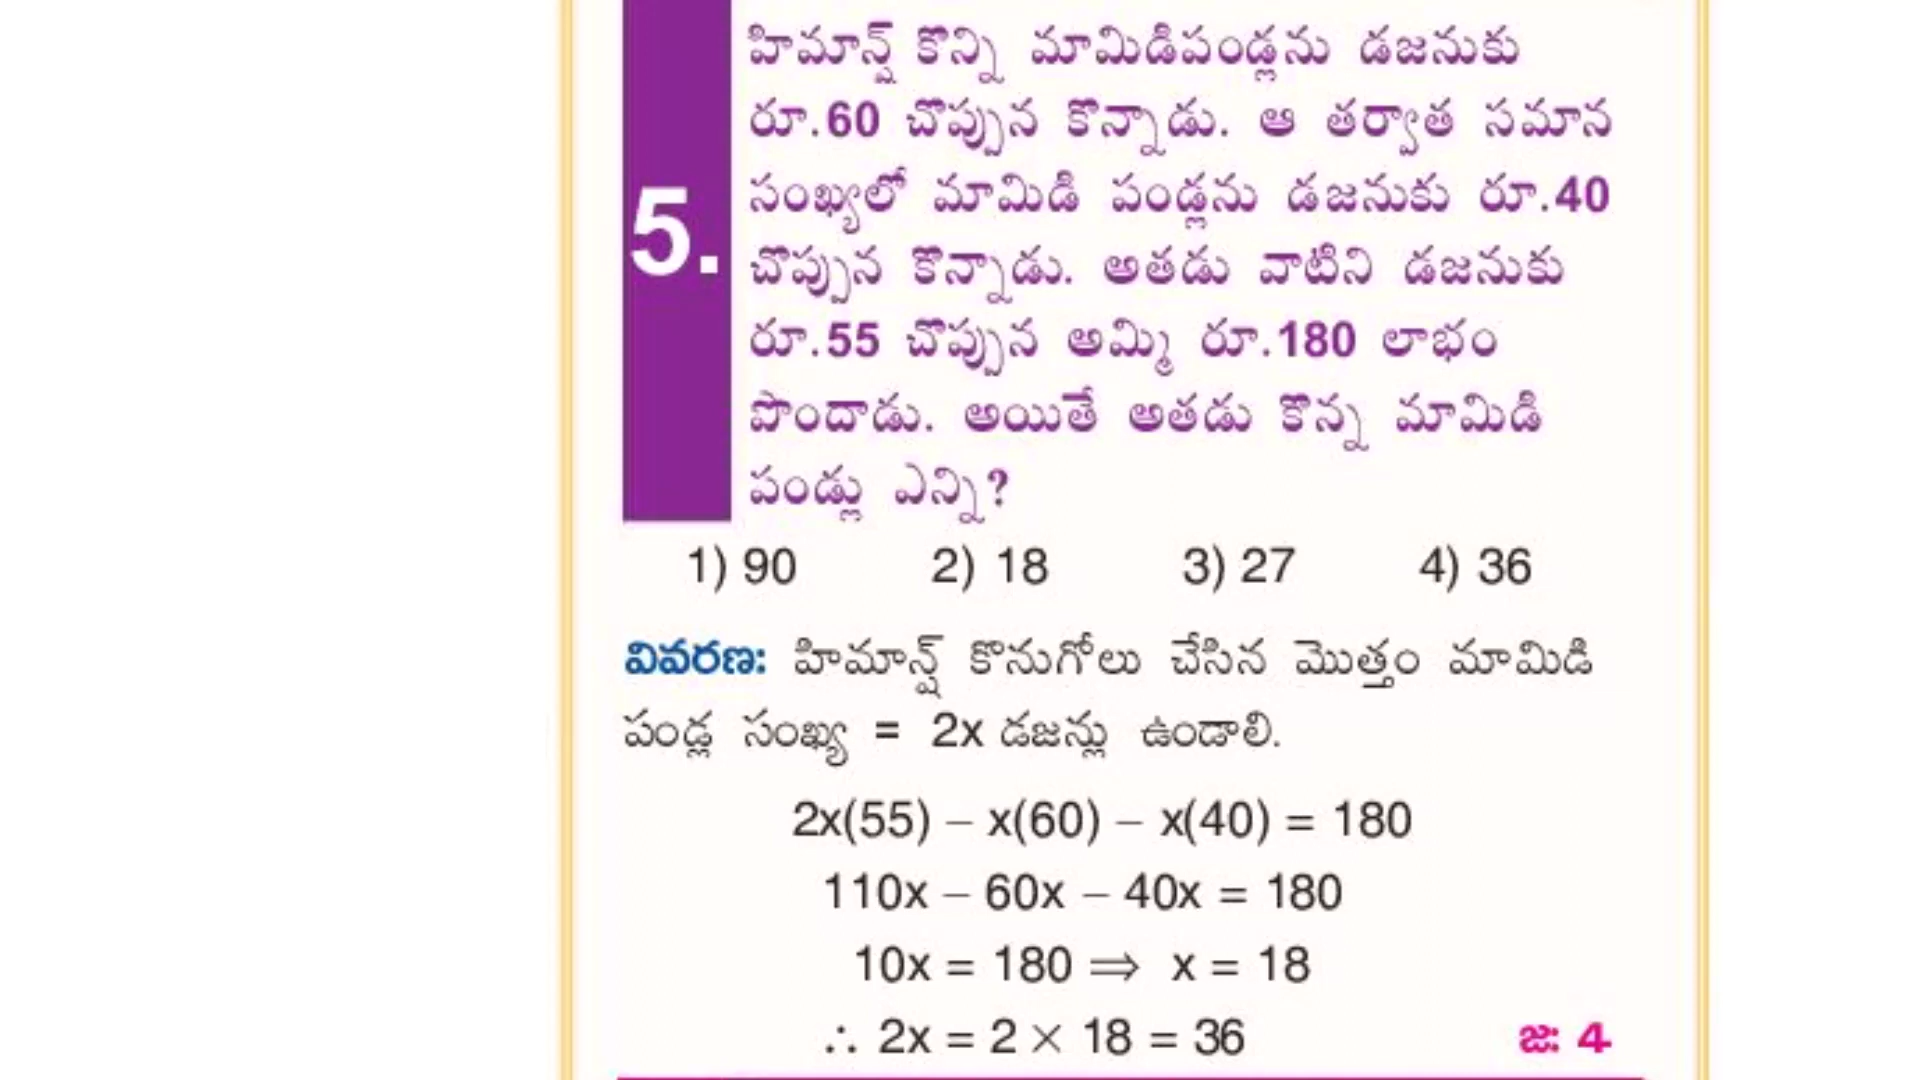 5.
హిమాన్ష్ కొన్ని మామిడిపండ్లను డజనుకు
రూ.60 చొప్పున కొన్నాడు. ఆ తర్వాత సమాన
సంఖ్యలో మామిడి పండ్లను డజనుకు రూ.40
చొప్పున కొన్నాడు. అతడు వాటిని డజనుకు
రూ.55 చొప్పున అమ్మి రూ.180 లాభం
పొందాడు. అయితే అతడు కొన్న మామిడి
పండ్లు ఎన్ని?
1) 90 2) 18 3) 27 4) 36
వివరణ: హిమాన్ష్ కొనుగోలు చేసిన మొత్తం మామిడి
పండ్ల సంఖ్య = 2x డజన్లు ఉండాలి.
2x(55) – x(60) – x(40) = 180
110x – 60x – 40x = 180
10x = 180 ⇒ x = 18
∴ 2x = 2 × 18 = 36 జ: 4